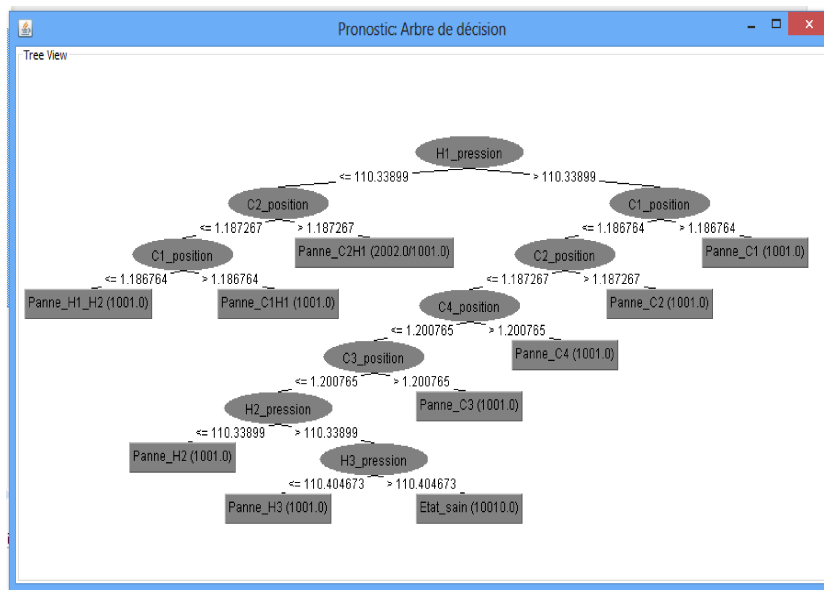 Pronostic: Arbre de décision
Tree View
H1_pression
<= 110.33899 > 110.33899
C2_position C1_position
<= 1.187267 > 1.187267 <= 1.186764 > 1.186764
C1_position Panne_C2H1 (2002.0/1001.0) C2_position Panne_C1 (1001.0)
<= 1.186764 > 1.186764 <= 1.187267 > 1.187267
Panne_H1_H2 (1001.0) Panne_C1H1 (1001.0) C4_position Panne_C2 (1001.0)
<= 1.200765 > 1.200765
C3_position Panne_C4 (1001.0)
<= 1.200765 > 1.200765
H2_pression Panne_C3 (1001.0)
<= 110.33899 > 110.33899
Panne_H2 (1001.0) H3_pression
<= 110.404673 > 110.404673
Panne_H3 (1001.0) Etat_sain (10010.0)